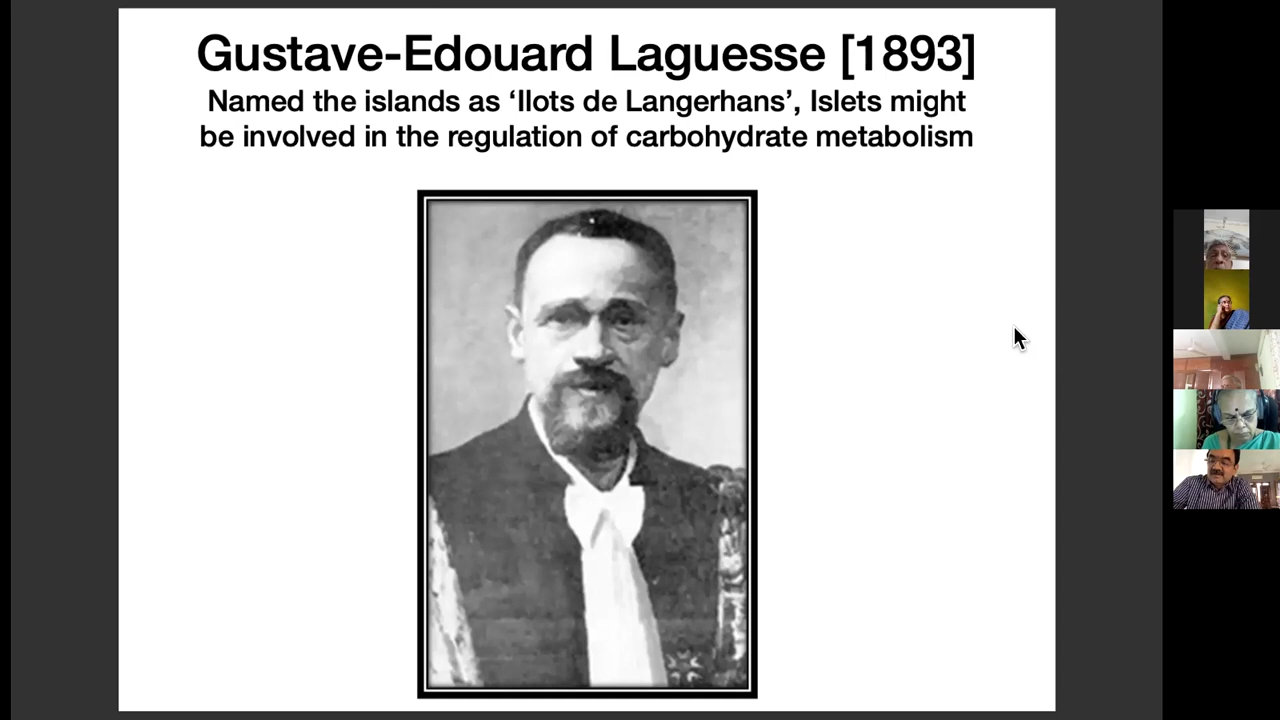 Gustave-Edouard Laguesse [1893]
Named the islands as ‘Ilots de Langerhans’, Islets might
be involved in the regulation of carbohydrate metabolism